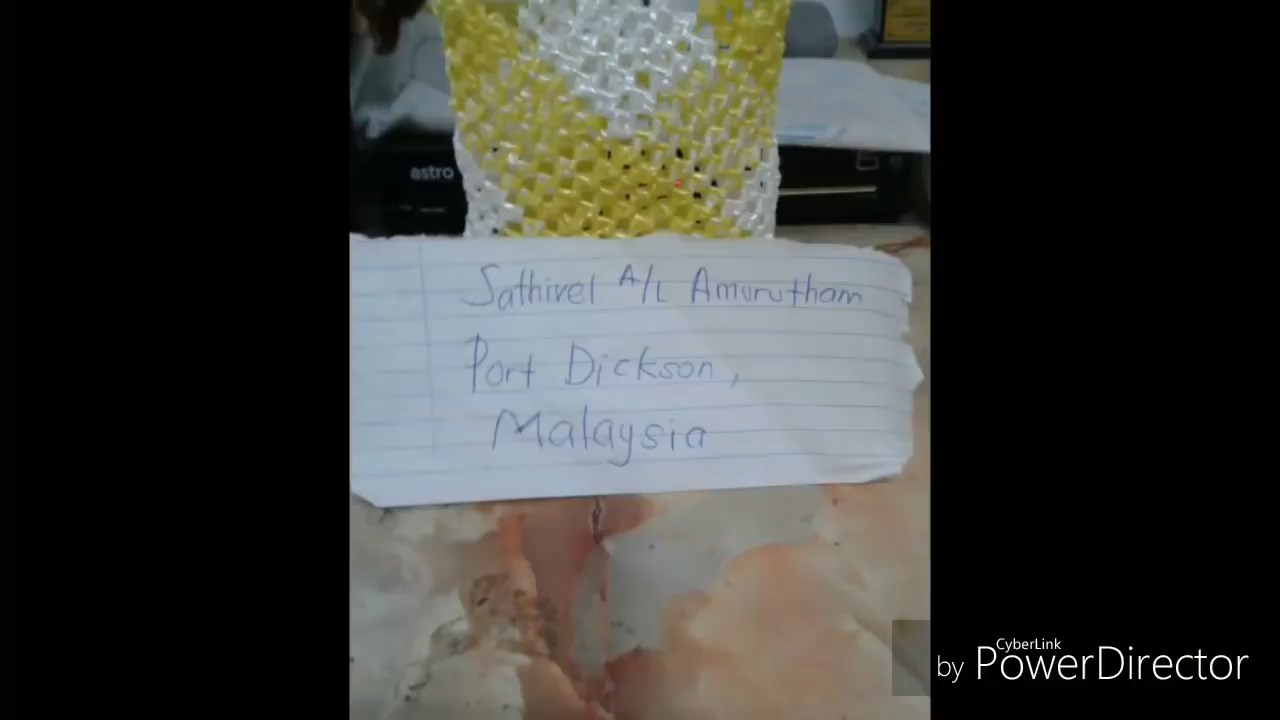 astro
Sathivel A/L Amurutham
Port Dickson,
Malaysia
CyberLink
by PowerDirector